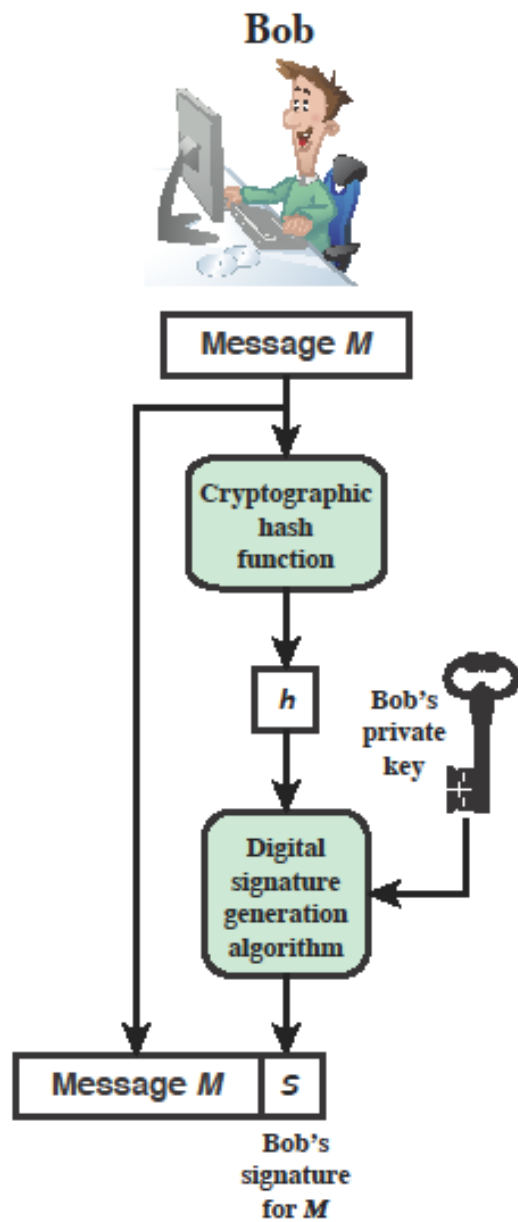 Bob
Message M
Cryptographic
hash
function
h
Bob's
private
key
Digital
signature
generation
algorithm
Message M
S
Bob's
signature
for M